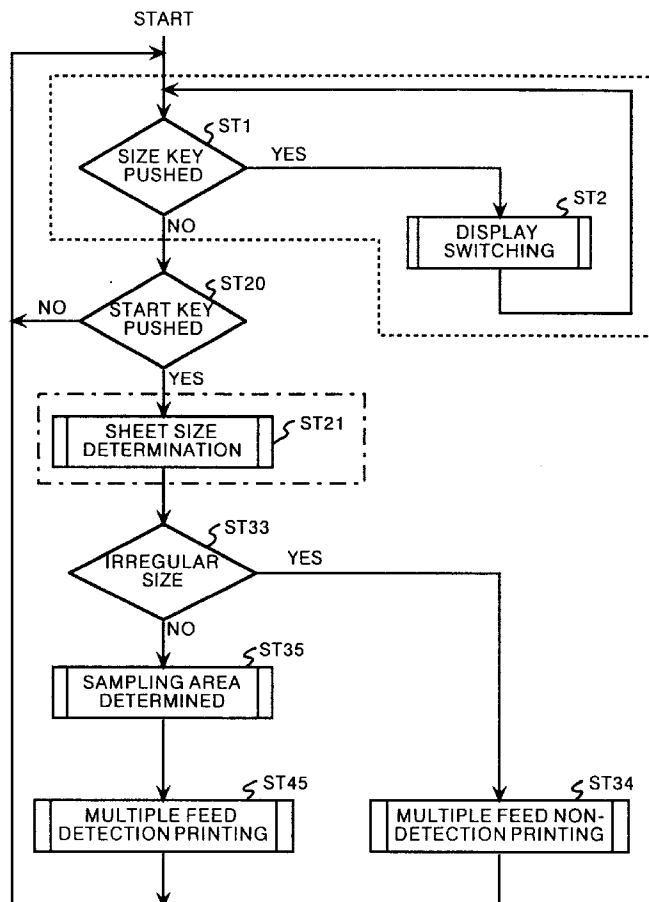 START
ST1
SIZE KEY
PUSHED
YES
ST2
DISPLAY
SWITCHING
NO
ST20
NO
START KEY
PUSHED
YES
ST21
SHEET SIZE
DETERMINATION
ST33
IRREGULAR
SIZE
YES
NO
ST35
SAMPLING AREA
DETERMINED
ST45
MULTIPLE FEED
DETECTION PRINTING
ST34
MULTIPLE FEED NON-
DETECTION PRINTING